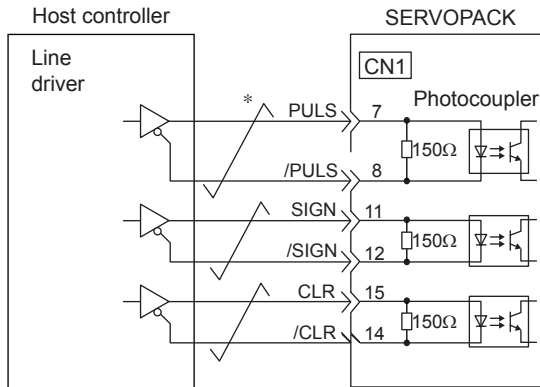 Host controller
SERVOPACK
Line
driver
CN1
Photocoupler
*
PULS 7
150Ω
/PULS 8
SIGN 11
150Ω
/SIGN 12
CLR 15
150Ω
/CLR 14